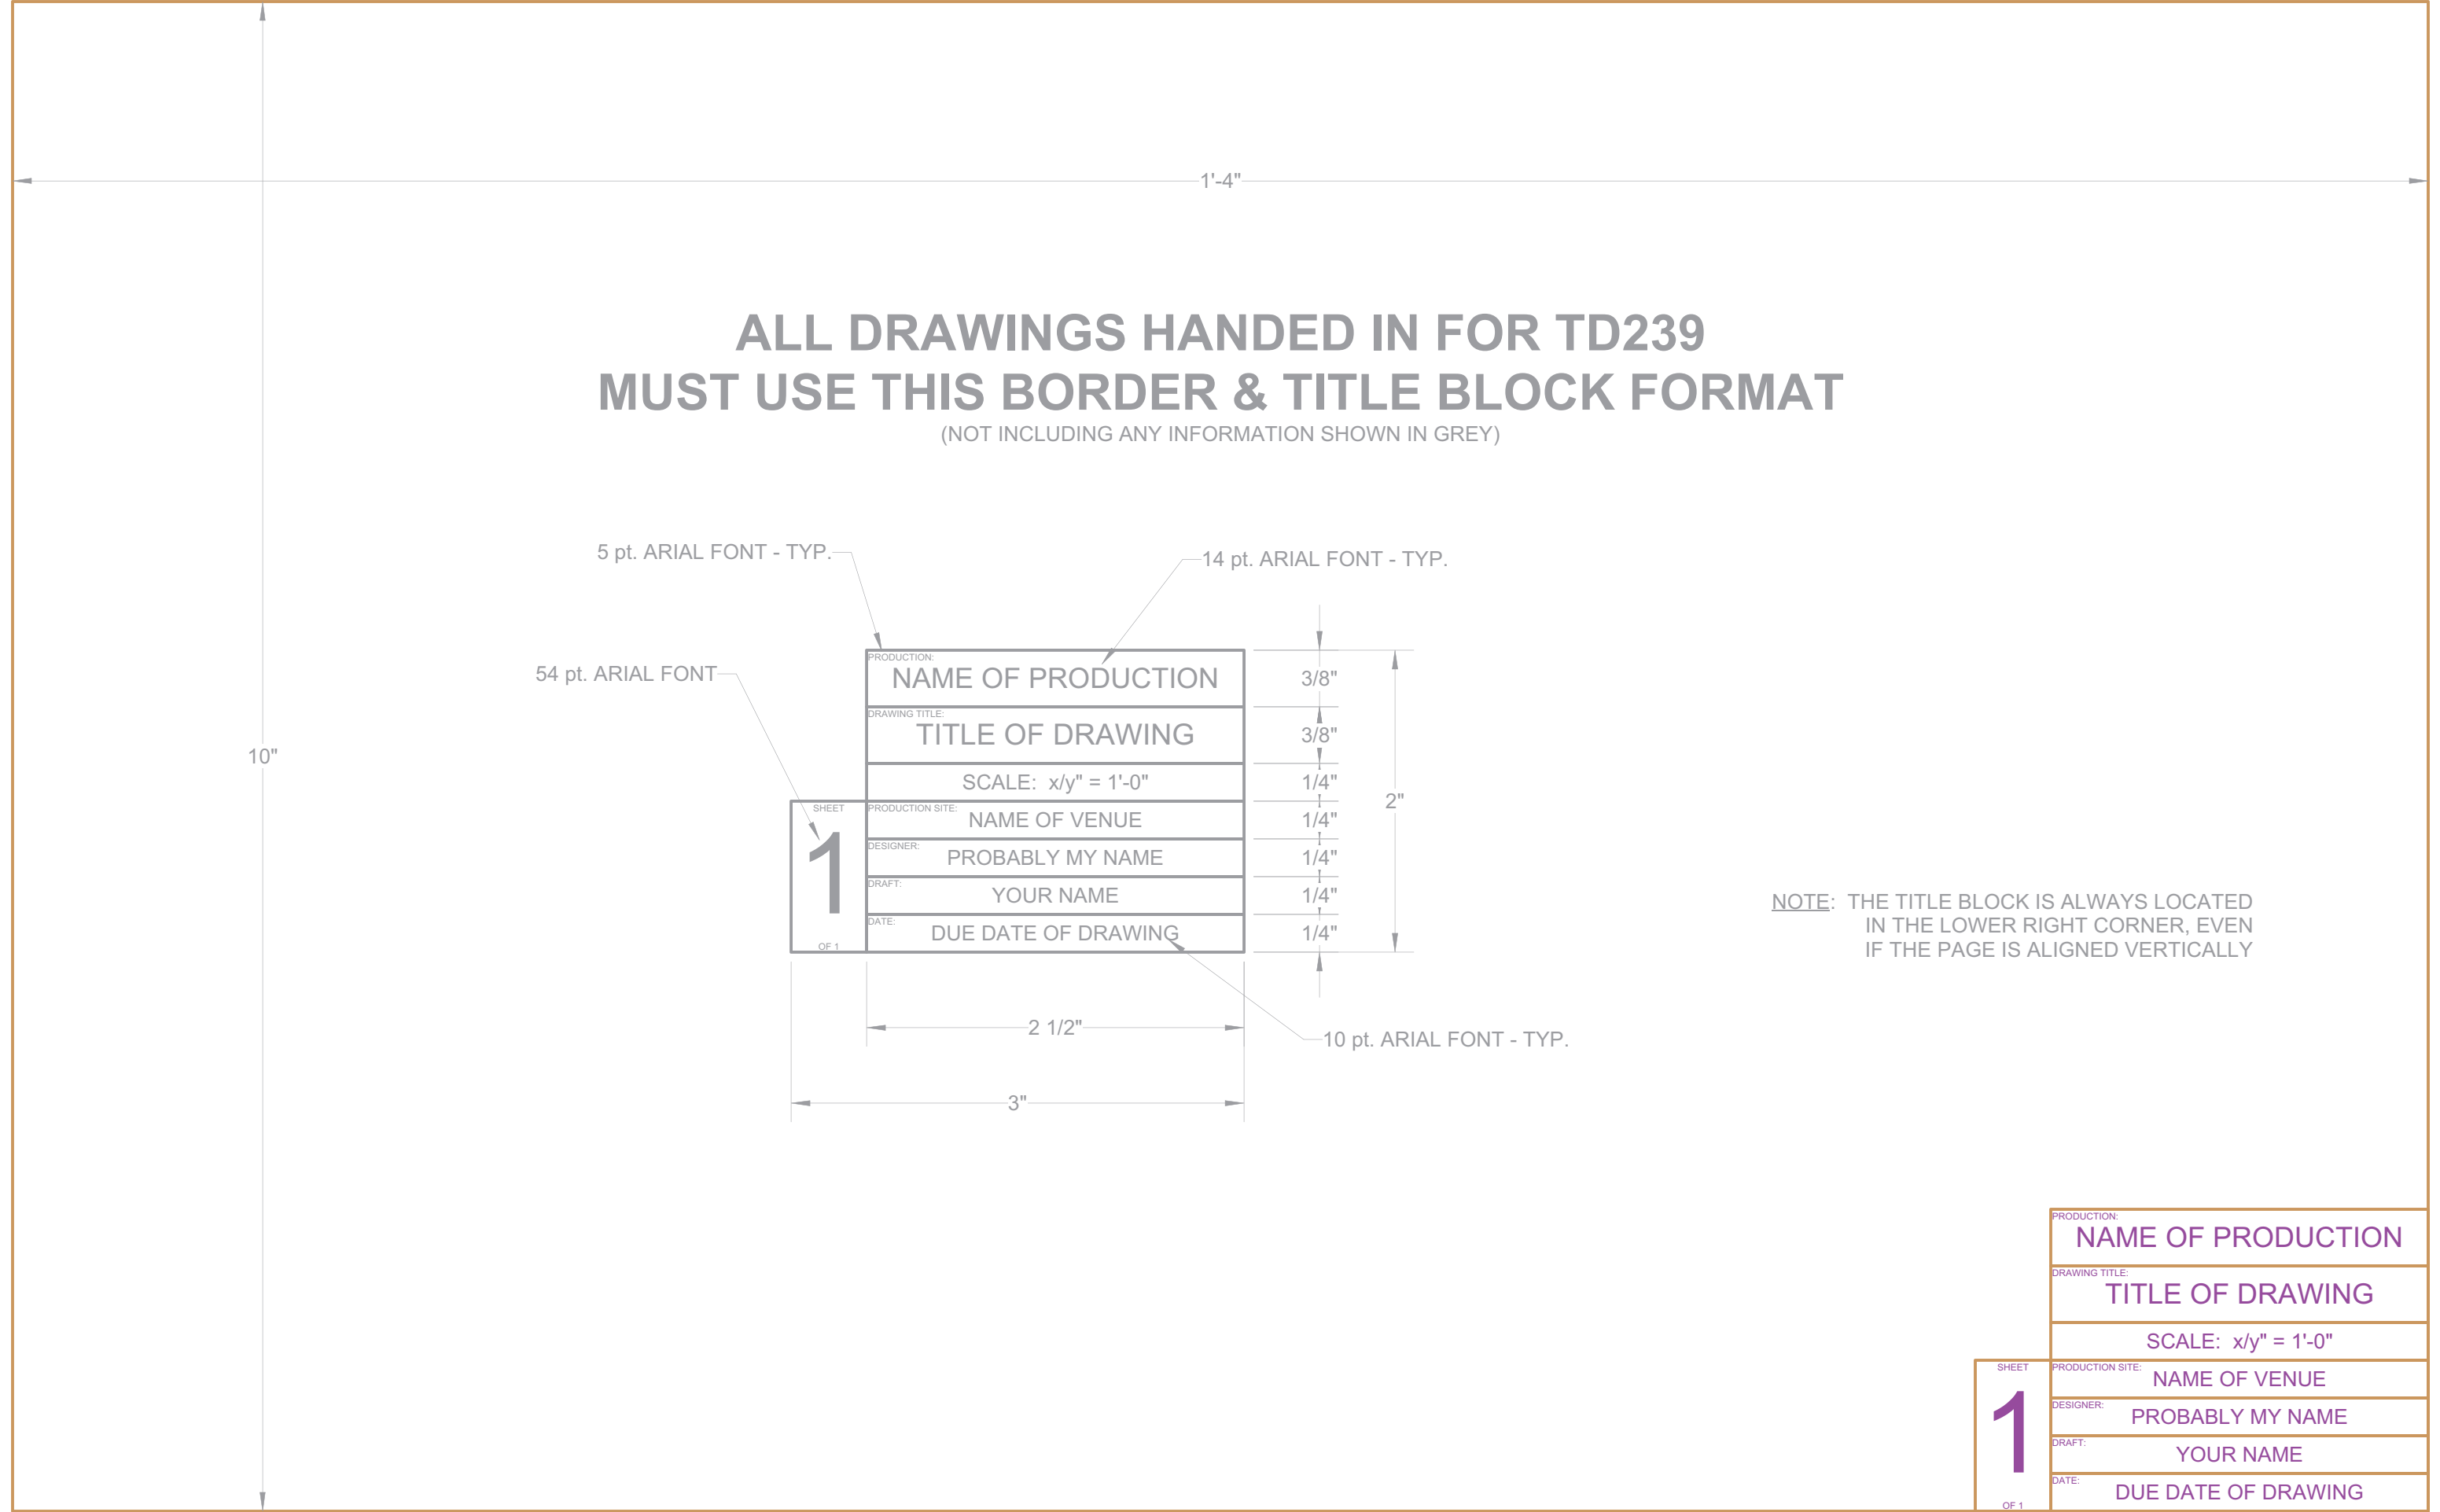 1'-4"
ALL DRAWINGS HANDED IN FOR TD239
MUST USE THIS BORDER & TITLE BLOCK FORMAT
(NOT INCLUDING ANY INFORMATION SHOWN IN GREY)
5 pt. ARIAL FONT - TYP.
14 pt. ARIAL FONT - TYP.
54 pt. ARIAL FONT
PRODUCTION:
NAME OF PRODUCTION
3/8"
DRAWING TITLE:
TITLE OF DRAWING
3/8"
10"
SCALE: x/y" = 1'-0"
1/4"
2"
SHEET
1
OF 1
PRODUCTION SITE:
NAME OF VENUE
1/4"
DESIGNER:
PROBABLY MY NAME
1/4"
DRAFT:
YOUR NAME
1/4"
DATE:
DUE DATE OF DRAWING
1/4"
NOTE: THE TITLE BLOCK IS ALWAYS LOCATED
IN THE LOWER RIGHT CORNER, EVEN
IF THE PAGE IS ALIGNED VERTICALLY
2 1/2"
10 pt. ARIAL FONT - TYP.
3"
PRODUCTION:
NAME OF PRODUCTION
DRAWING TITLE:
TITLE OF DRAWING
SCALE: x/y" = 1'-0"
SHEET
1
OF 1
PRODUCTION SITE:
NAME OF VENUE
DESIGNER:
PROBABLY MY NAME
DRAFT:
YOUR NAME
DATE:
DUE DATE OF DRAWING